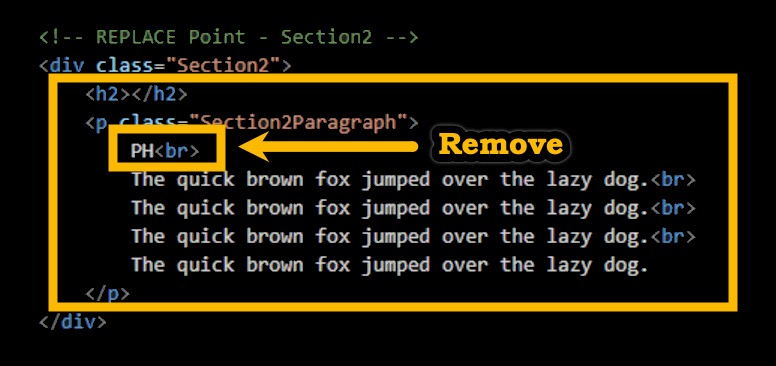 <!-- REPLACE Point - Section2 -->
<div class="Section2">
<h2></h2>
<p class="Section2Paragraph">
PH<br>
Remove
The quick brown fox jumped over the lazy dog.<br>
The quick brown fox jumped over the lazy dog.<br>
The quick brown fox jumped over the lazy dog.<br>
The quick brown fox jumped over the lazy dog.
</p>
</div>